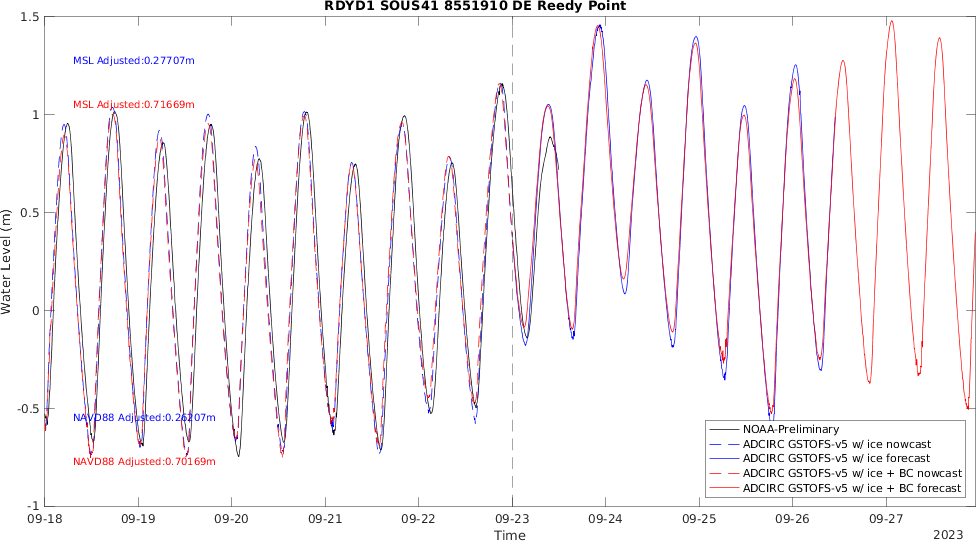 RDYD1 SOUS41 8551910 DE Reedy Point
1.5
1
0.5
0
-0.5
-1
Water Level (m)
MSL Adjusted:0.27707m
MSL Adjusted:0.71669m
NAVD88 Adjusted:0.26207m
NAVD88 Adjusted:0.70169m
NOAA-Preliminary
ADCIRC GSTOFS-v5 w/ ice nowcast
ADCIRC GSTOFS-v5 w/ ice forecast
ADCIRC GSTOFS-v5 w/ ice + BC nowcast
ADCIRC GSTOFS-v5 w/ ice + BC forecast
09-18 09-19 09-20 09-21 09-22 09-23 09-24 09-25 09-26 09-27
Time
2023